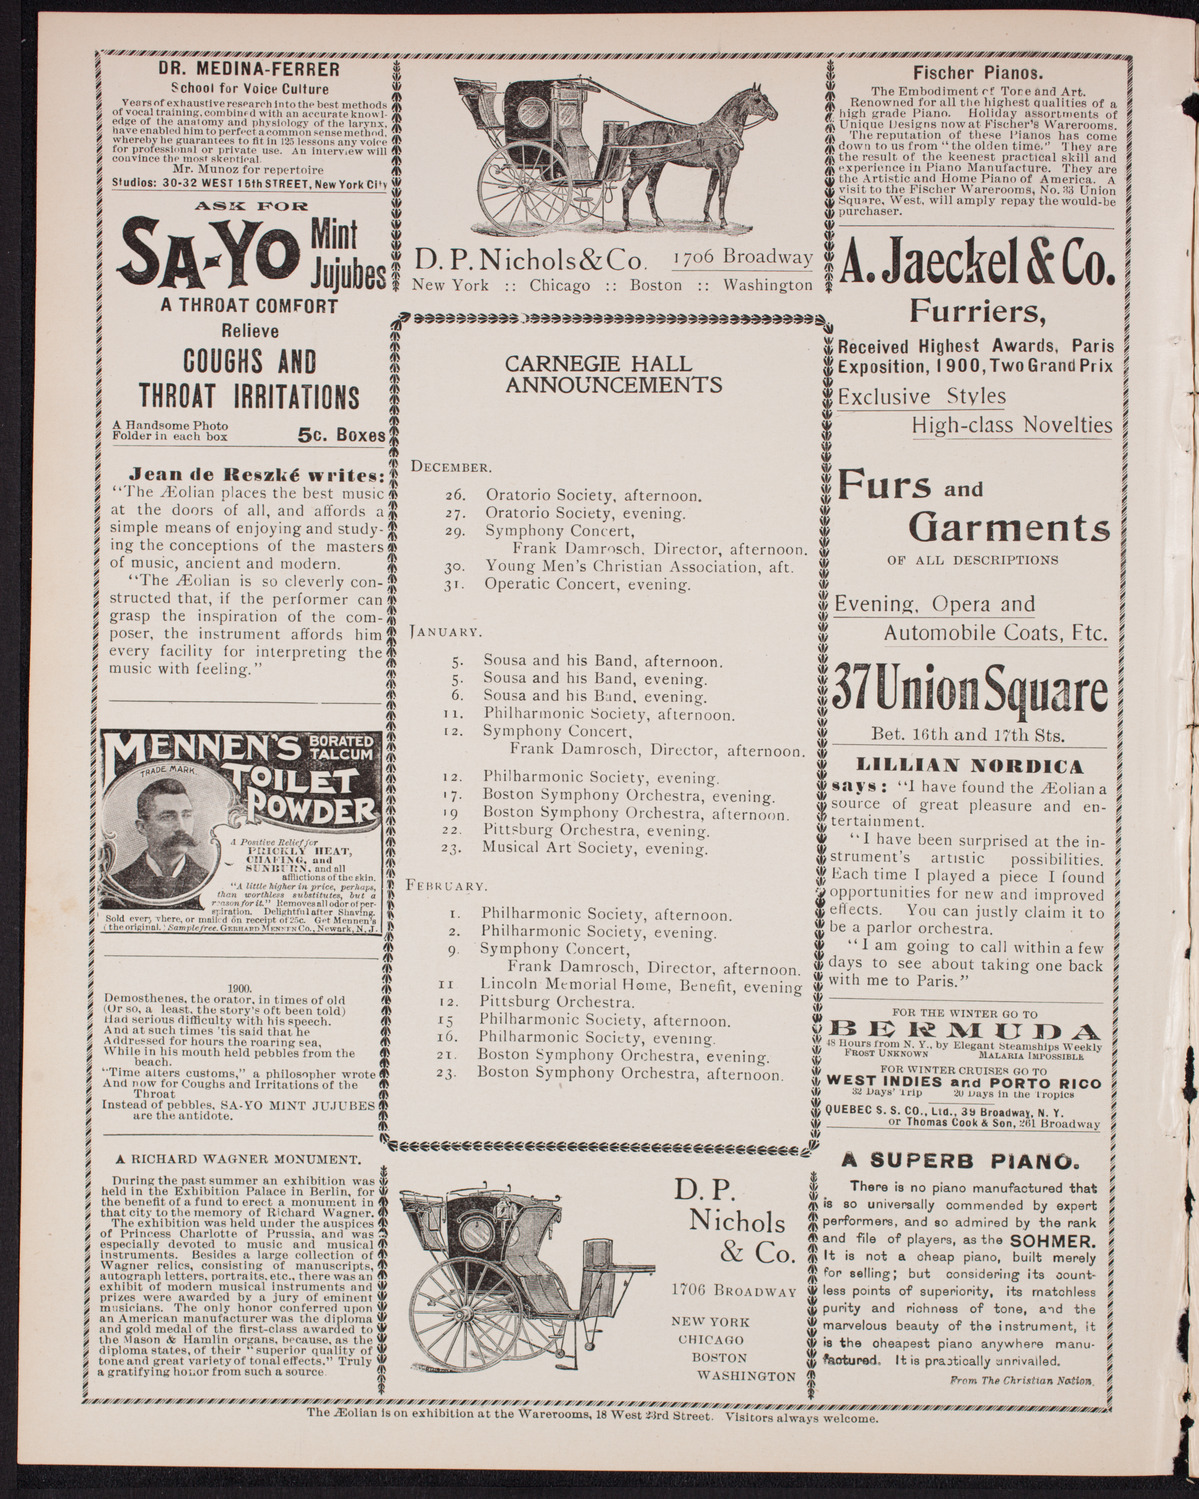 DR. MEDINA-FERRER
School for Voice Culture
Years of exhaustive research into the best methods
of vocal training, combined with an accurate knowl-
edge of the anatomy and physiology of the larynx,
have enabled him to perfect a common sense method,
whereby he guarantees to fit in 125 lessons any voice
for professional or private use. An interview will
convince the most skeptical.
Mr. Munoz for repertoire
Studios: 30-32 WEST 15th STREET, New York City
ASK FOR
SA-YO Mint
Jujubes
A THROAT COMFORT
Relieve
COUGHS AND
THROAT IRRITATIONS
A Handsome Photo
Folder in each box
5c. Boxes
Jean de Reszké writes:
"The Æolian places the best music
at the doors of all, and affords a
simple means of enjoying and study-
ing the conceptions of the masters
of music, ancient and modern.
"The Æolian is so cleverly con-
structed that, if the performer can
grasp the inspiration of the com-
poser, the instrument affords him
every facility for interpreting the
music with feeling."
MENNEN'S BORATED
TALCUM
TOILET
POWDER
TRADE MARK
A Positive Relief for
PRICKLY HEAT,
CHAFING, and
SUNBURN, and all
afflictions of the skin.
"A little higher in price, perhaps,
than worthless substitutes, but a
reason for it." Removes all odor of per-
spiration. Delightful after Shaving.
Sold everywhere, or mailed on receipt of 25c. Get Mennen's
(the original.) Sample free. GERHARD MENNEN CO., Newark, N. J.
1900.
Demosthenes, the orator, in times of old
(Or so, a least, the story's oft been told)
Had serious difficulty with his speech.
And at such times 'tis said that he
Addressed for hours the roaring sea,
While in his mouth held pebbles from the
beach.
"Time alters customs," a philosopher wrote
And now for Coughs and Irritations of the
Throat
Instead of pebbles, SA-YO MINT JUJUBES
are the antidote.
A RICHARD WAGNER MONUMENT.
During the past summer an exhibition was
held in the Exhibition Palace in Berlin, for
the benefit of a fund to erect a monument in
that city to the memory of Richard Wagner.
The exhibition was held under the auspices
of Princess Charlotte of Prussia, and was
especially devoted to music and musical
instruments. Besides a large collection of
Wagner relics, consisting of manuscripts,
autograph letters, portraits, etc., there was an
exhibit of modern musical instruments and
prizes were awarded by a jury of eminent
musicians. The only honor conferred upon
an American manufacturer was the diploma
and gold medal of the first-class awarded to
the Mason & Hamlin organs, because, as the
diploma states, of their "superior quality of
tone and great variety of tonal effects." Truly
a gratifying honor from such a source.
D. P. Nichols & Co. 1706 Broadway
New York :: Chicago :: Boston :: Washington
CARNEGIE HALL
ANNOUNCEMENTS
DECEMBER.
26. Oratorio Society, afternoon.
27. Oratorio Society, evening.
29. Symphony Concert,
Frank Damrosch, Director, afternoon.
30. Young Men's Christian Association, aft.
31. Operatic Concert, evening.
JANUARY.
5. Sousa and his Band, afternoon.
5. Sousa and his Band, evening.
6. Sousa and his Band, evening.
11. Philharmonic Society, afternoon.
12. Symphony Concert,
Frank Damrosch, Director, afternoon.
12. Philharmonic Society, evening.
17. Boston Symphony Orchestra, evening.
19 Boston Symphony Orchestra, afternoon.
22. Pittsburg Orchestra, evening.
23. Musical Art Society, evening.
FEBRUARY.
1. Philharmonic Society, afternoon.
2. Philharmonic Society, evening.
9. Symphony Concert,
Frank Damrosch, Director, afternoon.
11 Lincoln Memorial Home, Benefit, evening
12. Pittsburg Orchestra.
15 Philharmonic Society, afternoon.
16. Philharmonic Society, evening.
21. Boston Symphony Orchestra, evening.
23. Boston Symphony Orchestra, afternoon.
D. P.
Nichols
& Co.
1706 BROADWAY
NEW YORK
CHICAGO
BOSTON
WASHINGTON
Fischer Pianos.
The Embodiment of Tone and Art.
Renowned for all the highest qualities of a
high grade Piano. Holiday assortments of
Unique Designs now at Fischer's Warerooms.
The reputation of these Pianos has come
down to us from "the olden time." They are
the result of the keenest practical skill and
experience in Piano Manufacture. They are
the Artistic and Home Piano of America. A
visit to the Fischer Warerooms, No. 33 Union
Square, West, will amply repay the would-be
purchaser.
A. Jaeckel & Co.
Furriers,
Received Highest Awards, Paris
Exposition, 1900, Two Grand Prix
Exclusive Styles
High-class Novelties
Furs and
Garments
OF ALL DESCRIPTIONS
Evening, Opera and
Automobile Coats, Etc.
37 Union Square
Bet. 16th and 17th Sts.
LILLIAN NORDICA
says: "I have found the Æolian a
source of great pleasure and en-
tertainment.
"I have been surprised at the in-
strument's artistic possibilities.
Each time I played a piece I found
opportunities for new and improved
effects. You can justly claim it to
be a parlor orchestra.
"I am going to call within a few
days to see about taking one back
with me to Paris."
FOR THE WINTER GO TO
BERMUDA
48 Hours from N. Y., by Elegant Steamships Weekly
FROST UNKNOWN MALARIA IMPOSSIBLE
FOR WINTER CRUISES GO TO
WEST INDIES and PORTO RICO
32 Days' Trip 20 Days in the Tropics
QUEBEC S. S. CO., Ltd., 39 Broadway, N. Y.
or Thomas Cook & Son, 261 Broadway
A SUPERB PIANO.
There is no piano manufactured that
is so universally commended by expert
performers, and so admired by the rank
and file of players, as the SOHMER.
It is not a cheap piano, built merely
for selling; but considering its count-
less points of superiority, its matchless
purity and richness of tone, and the
marvelous beauty of the instrument, it
is the cheapest piano anywhere manu-
factured. It is practically unrivalled.
From The Christian Nation.
The Æolian is on exhibition at the Warerooms, 18 West 23rd Street. Visitors always welcome.